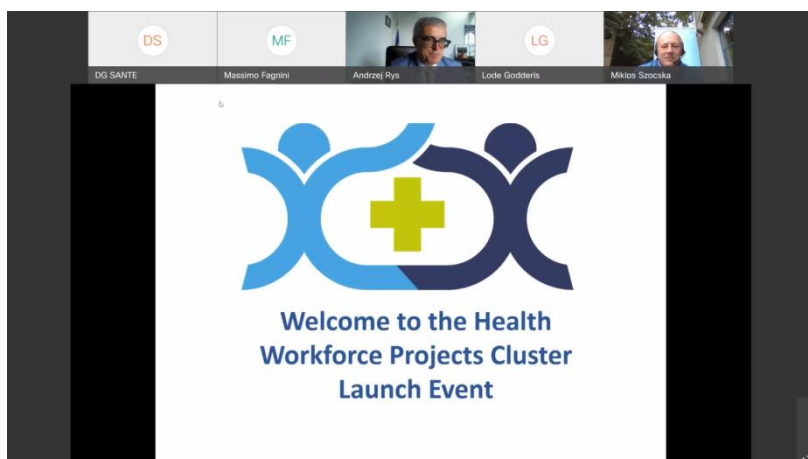 DS
MF
LG
DG SANTE
Massimo Fagnini
Andrzej Rys
Lode Godderis
Miklos Szocska
Welcome to the Health
Workforce Projects Cluster
Launch Event